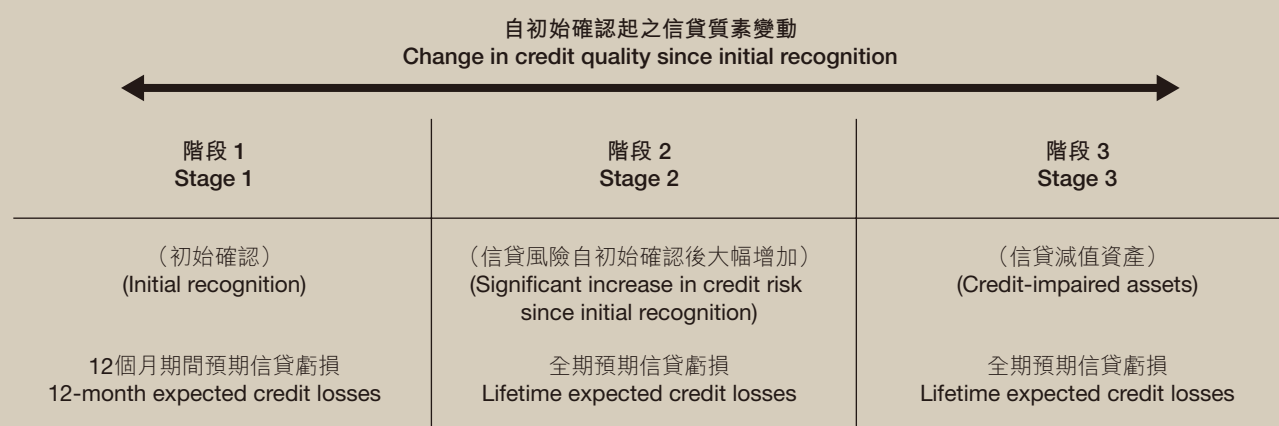 自初始確認起之信貸質素變動
Change in credit quality since initial recognition
階段 1
Stage 1
階段 2
Stage 2
階段 3
Stage 3
（初始確認）
(Initial recognition)
（信貸風險自初始確認後大幅增加）
(Significant increase in credit risk
since initial recognition)
（信貸減值資產）
(Credit-impaired assets)
12個月期間預期信貸虧損
12-month expected credit losses
全期預期信貸虧損
Lifetime expected credit losses
全期預期信貸虧損
Lifetime expected credit losses